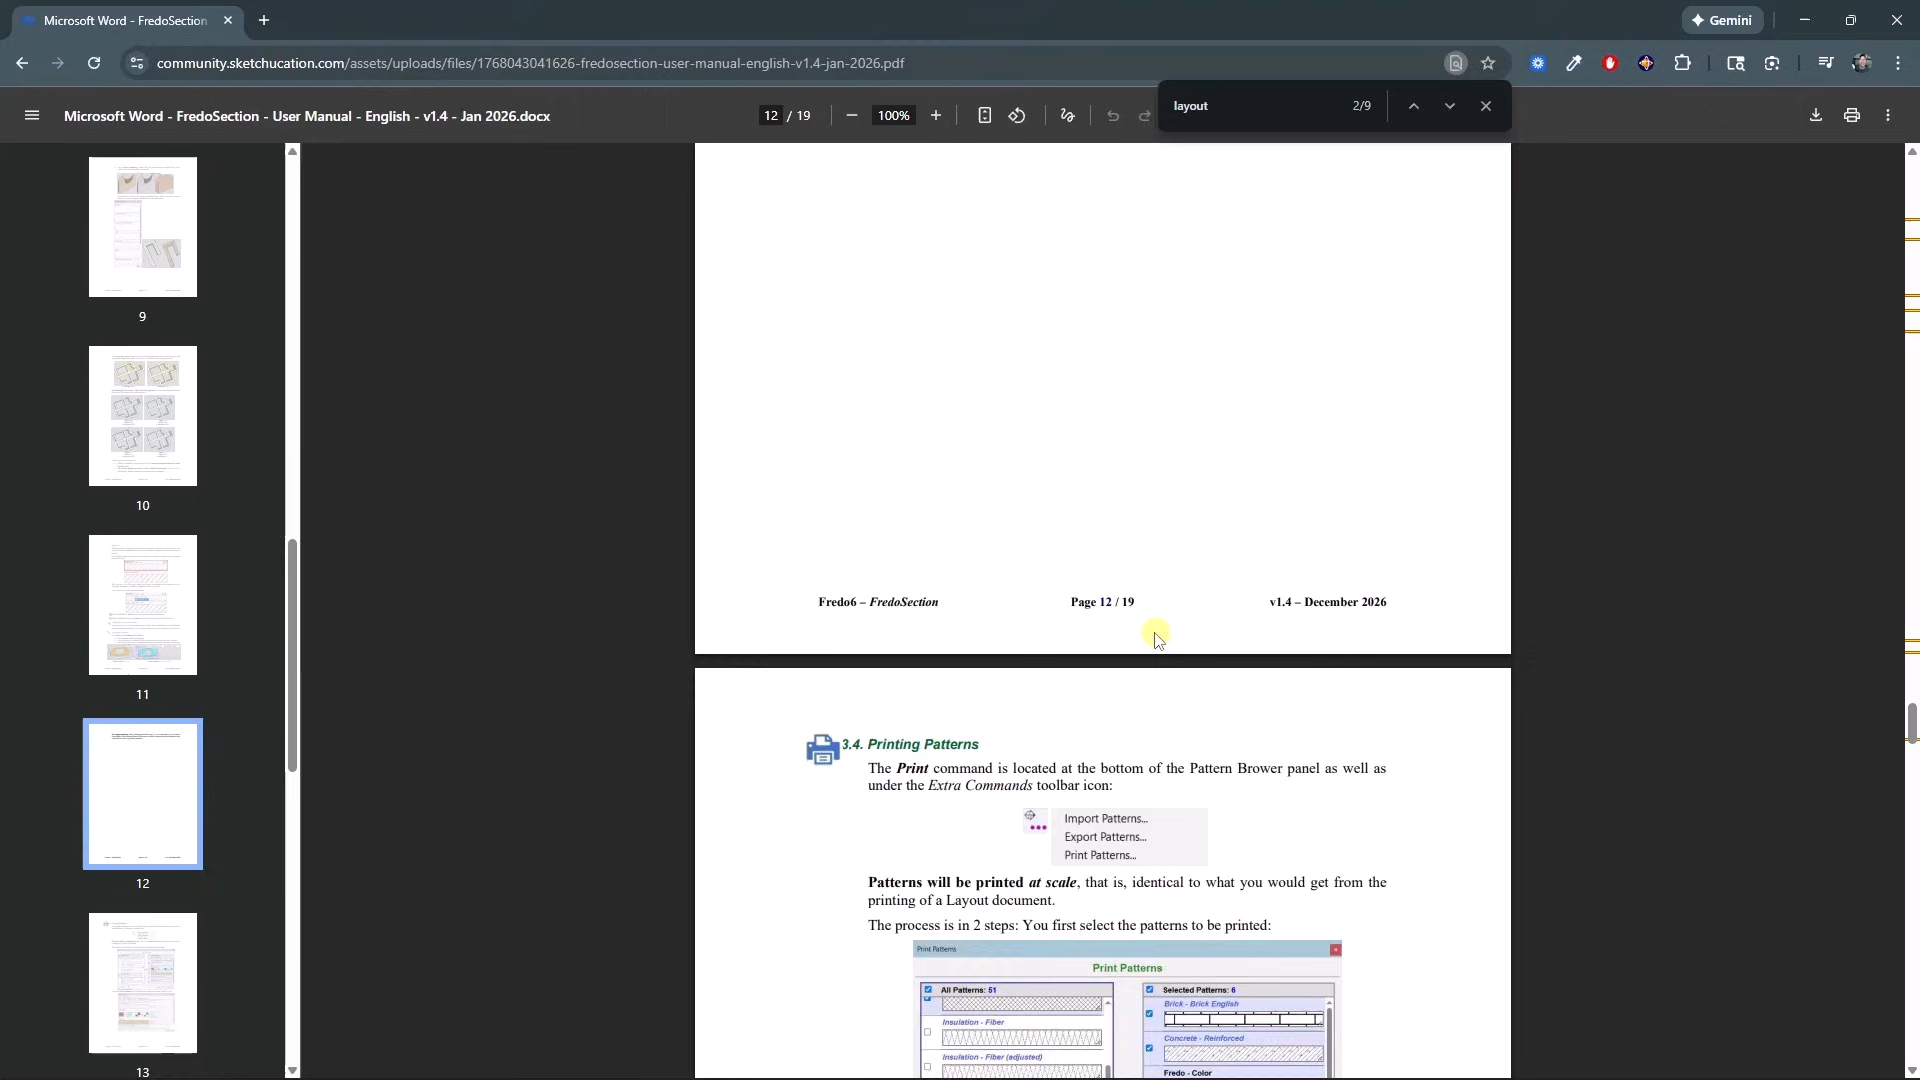 Microsoft Word - FredoSection
Gemini
community.sketchucation.com/assets/uploads/files/1768043041626-fredosection-user-manual-english-v1.4-jan-2026.pdf
layout
2/9
Microsoft Word - FredoSection - User Manual - English - v1.4 - Jan 2026.docx
12 / 19
100%
9
10
11
12
13
Fredo6 – FredoSection
Page 12 / 19
v1.4 – December 2026
3.4. Printing Patterns
The Print command is located at the bottom of the Pattern Brower panel as well as
under the Extra Commands toolbar icon:
Import Patterns...
Export Patterns...
Print Patterns...
Patterns will be printed at scale, that is, identical to what you would get from the
printing of a Layout document.
The process is in 2 steps: You first select the patterns to be printed:
Print Patterns
Print Patterns
All Patterns: 51
Insulation - Fiber
Insulation - Fiber (adjusted)
Selected Patterns: 6
Brick - Brick English
Concrete - Reinforced
Fredo - Color